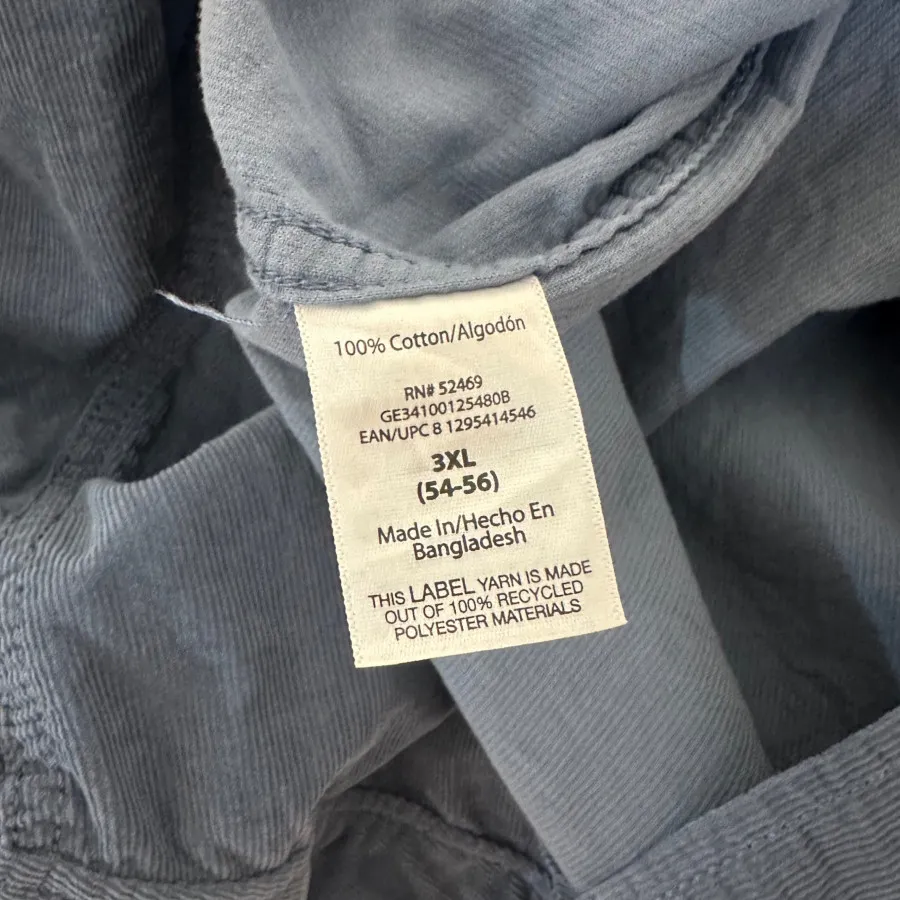 100% Cotton/Algodón
RN# 52469
GE34100125480B
EAN/UPC 8 1295414546
3XL
(54-56)
Made In/Hecho En
Bangladesh
THIS LABEL YARN IS MADE
OUT OF 100% RECYCLED
POLYESTER MATERIALS